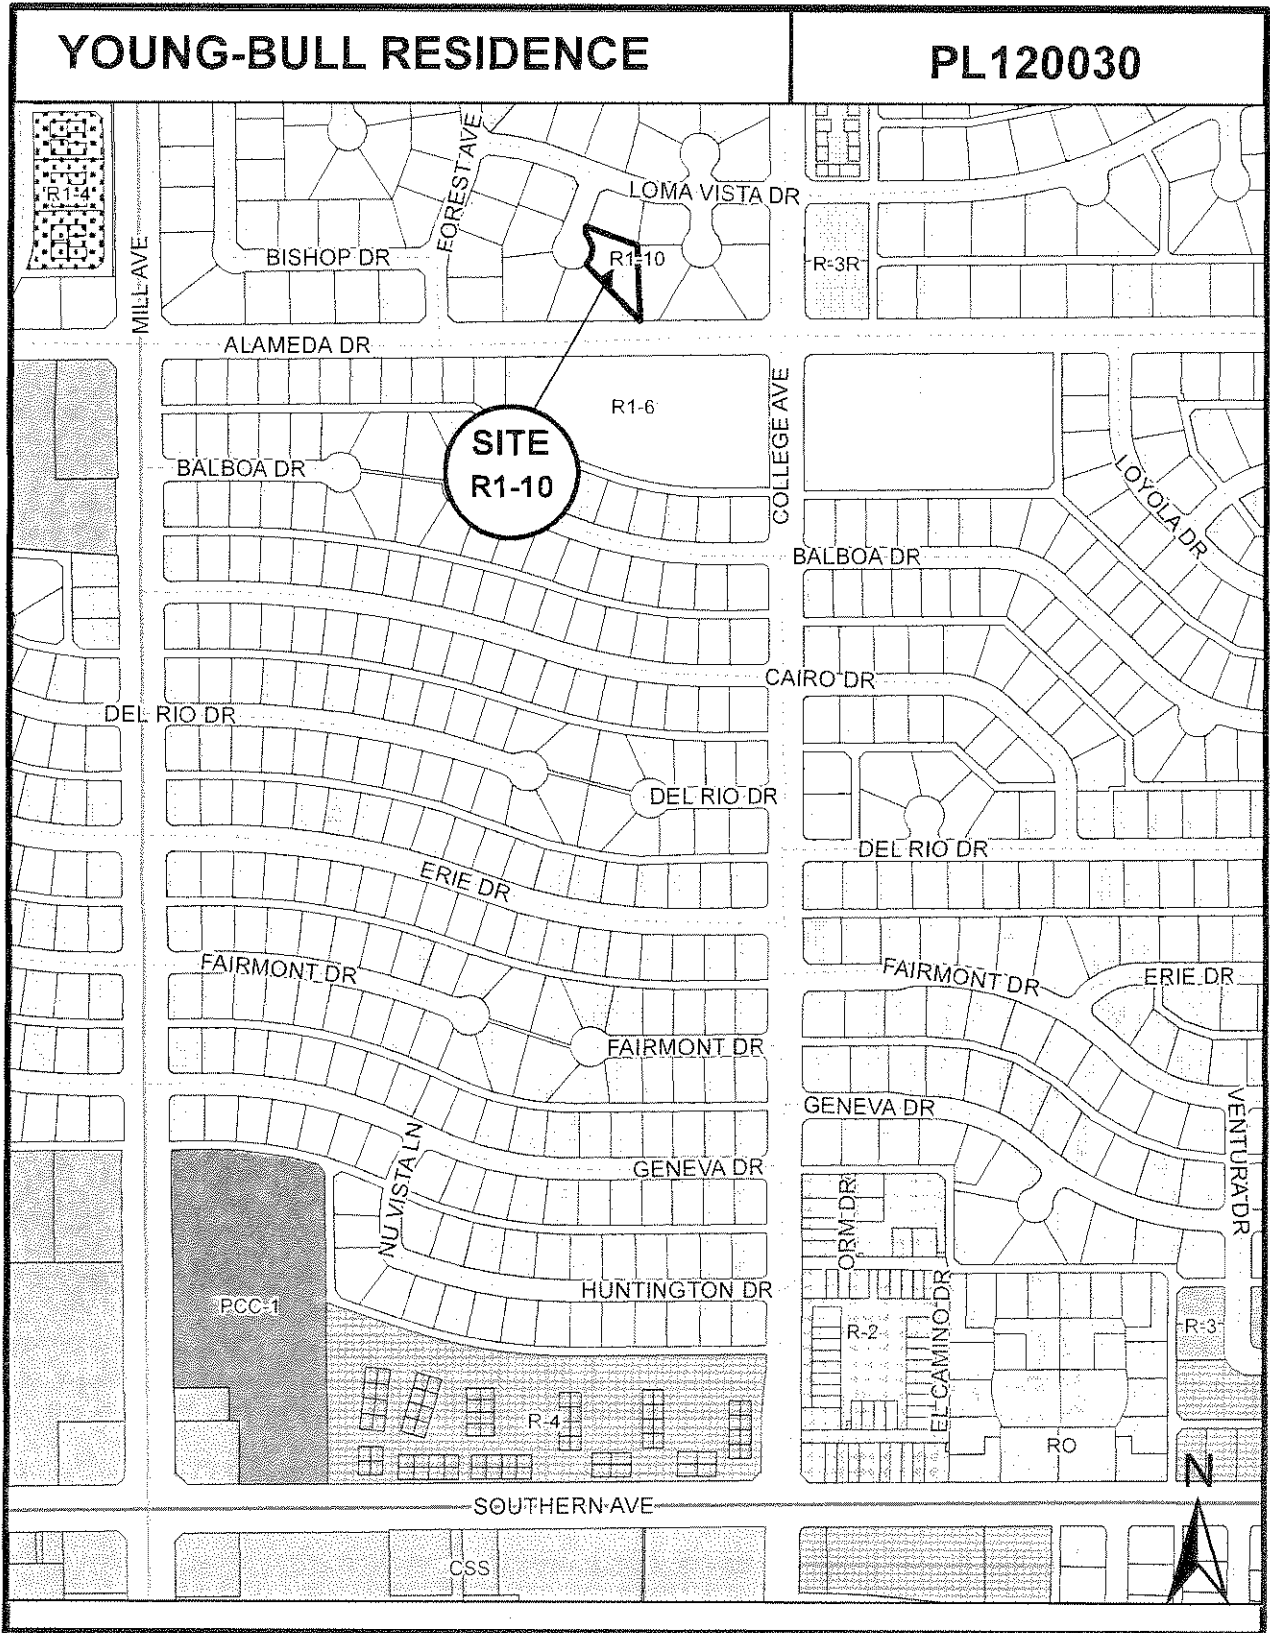 YOUNG-BULL RESIDENCE
PL120030
R1-4
MILL AVE
FOREST AVE
LOMA VISTA DR
BISHOP DR
R1-10
R-3R
ALAMEDA DR
R1-6
COLLEGE AVE
SITE
R1-10
BALBOA DR
LOYOLA DR
BALBOA DR
CAIRO DR
DEL RIO DR
DEL RIO DR
DEL RIO DR
ERIE DR
FAIRMONT DR
FAIRMONT DR
ERIE DR
FAIRMONT DR
GENEVA DR
VENTURA DR
NU VISTA LN
GENEVA DR
ORM DR
HUNTINGTON DR
PCC-1
R-2
EL CAMINO DR
R-3
R-4
RO
N
SOUTHERN AVE
CSS